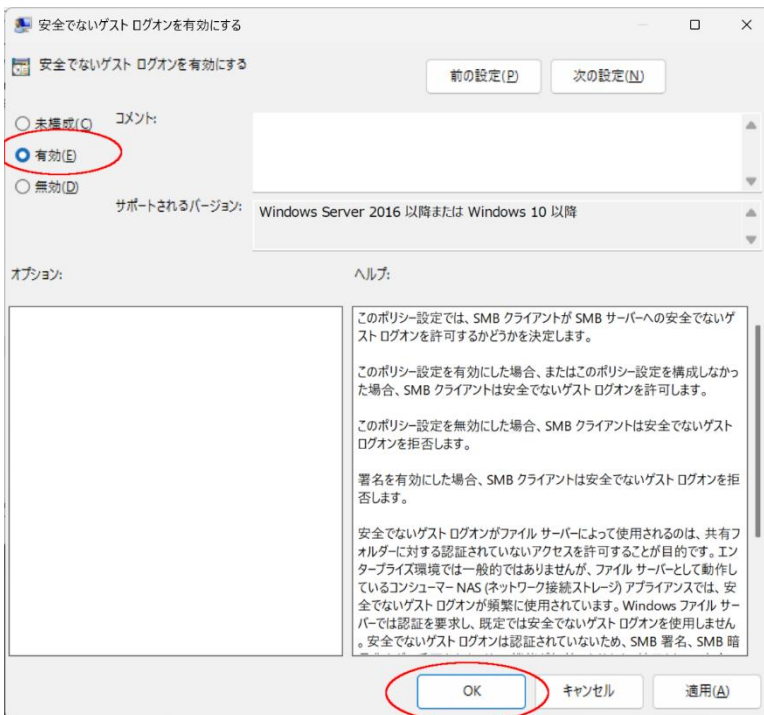 安全でないゲスト ログオンを有効にする
安全でないゲスト ログオンを有効にする
前の設定(P)
次の設定(N)
未構成(C)
コメント:
有効(E)
無効(D)
サポートされるバージョン:
Windows Server 2016 以降または Windows 10 以降
オプション:
ヘルプ:
このポリシー設定では、SMB クライアントが SMB サーバーへの安全でないゲ
スト ログオンを許可するかどうかを決定します。
このポリシー設定を有効にした場合、またはこのポリシー設定を構成しなかっ
た場合、SMB クライアントは安全でないゲスト ログオンを許可します。
このポリシー設定を無効にした場合、SMB クライアントは安全でないゲスト
ログオンを拒否します。
署名を有効にした場合、SMB クライアントは安全でないゲスト ログオンを拒
否します。
安全でないゲスト ログオンがファイル サーバーによって使用されるのは、共有フ
ォルダーに対する認証されていないアクセスを許可することが目的です。エン
タープライズ環境では一般的ではありませんが、ファイル サーバーとして動作し
ているコンシューマー NAS (ネットワーク接続ストレージ) アプライアンスでは、安
全でないゲスト ログオンが頻繁に使用されています。Windows ファイル サー
バーでは認証を要求し、既定では安全でないゲスト ログオンを使用しません
。安全でないゲスト ログオンは認証されていないため、SMB 署名、SMB 暗
OK
キャンセル
適用(A)